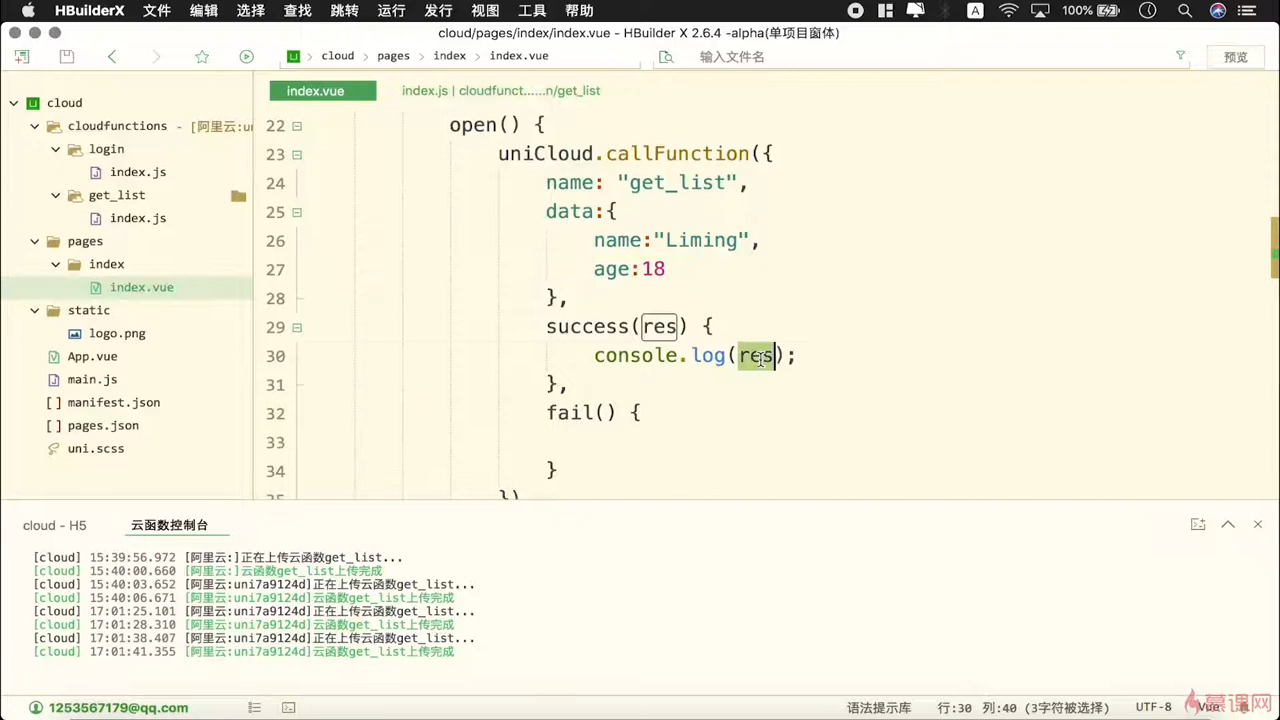 HBuilderX 文件 编辑 选择 查找 跳转 运行 发行 视图 工具 帮助 A 100%
cloud/pages/index/index.vue - HBuilder X 2.6.4 -alpha(单项目窗体)
cloud pages index index.vue 输入文件名 预览
cloud
cloudfunctions - [阿里云:un
login
index.js
get_list
index.js
pages
index
index.vue
static
logo.png
App.vue
main.js
manifest.json
pages.json
uni.scss
index.vue index.js | cloudfunct......n/get_list
22 open() {
23 uniCloud.callFunction({
24 name: "get_list",
25 data:{
26 name:"Liming",
27 age:18
28 },
29 success(res) {
30 console.log(res);
31 },
32 fail() {
33
34 }
35 })
cloud - H5 云函数控制台
[cloud] 15:39:56.972 [阿里云:]正在上传云函数get_list...
[cloud] 15:40:00.660 [阿里云:]云函数get_list上传完成
[cloud] 15:40:03.652 [阿里云:uni7a9124d]正在上传云函数get_list...
[cloud] 15:40:06.671 [阿里云:uni7a9124d]云函数get_list上传完成
[cloud] 17:01:25.101 [阿里云:uni7a9124d]正在上传云函数get_list...
[cloud] 17:01:28.310 [阿里云:uni7a9124d]云函数get_list上传完成
[cloud] 17:01:38.407 [阿里云:uni7a9124d]正在上传云函数get_list...
[cloud] 17:01:41.355 [阿里云:uni7a9124d]云函数get_list上传完成
1253567179@qq.com 语法提示库 行:30 列:40 (3字符被选择) UTF-8 Vue
慕课网